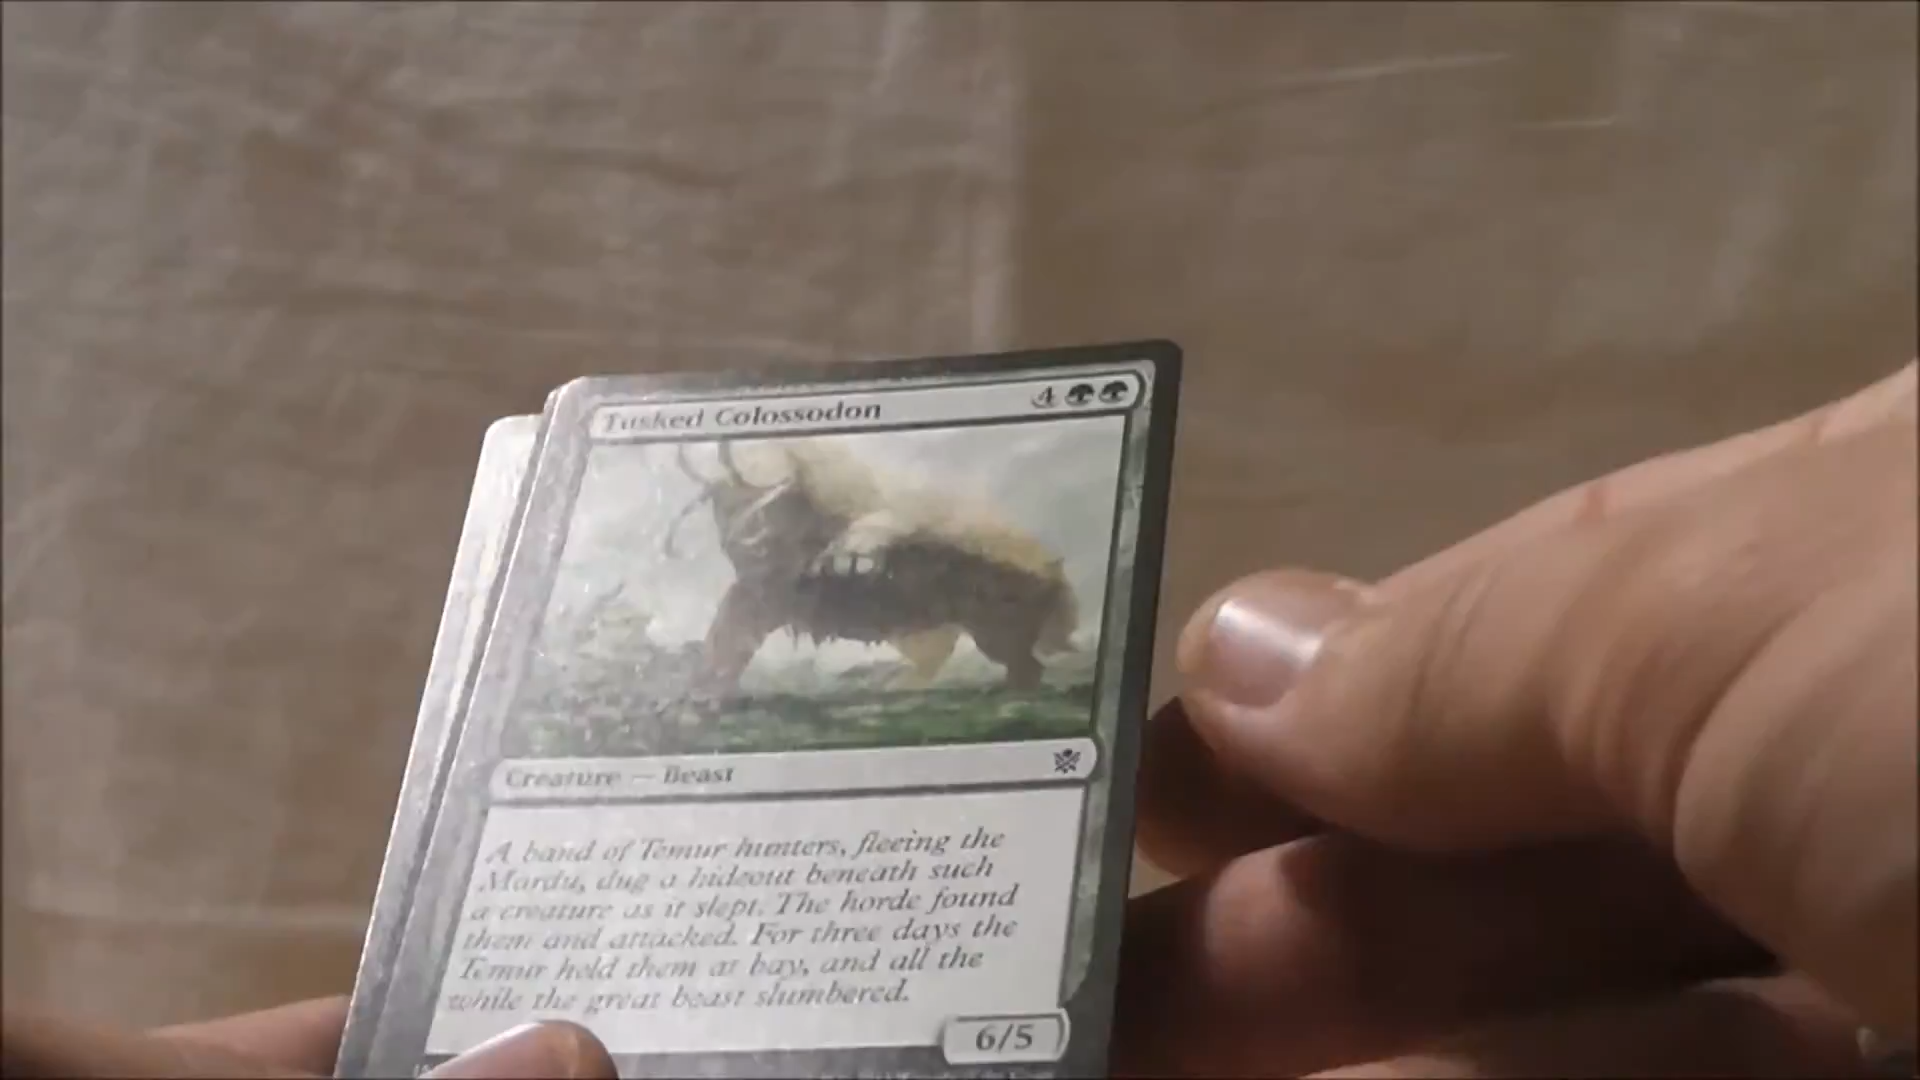 Tusked Colossodon 4
Creature — Beast
A band of Temur hunters, fleeing the
Mardu, dug a hideout beneath such
a creature as it slept. The horde found
them and attacked. For three days the
Temur held them at bay, and all the
while the great beast slumbered.
6/5